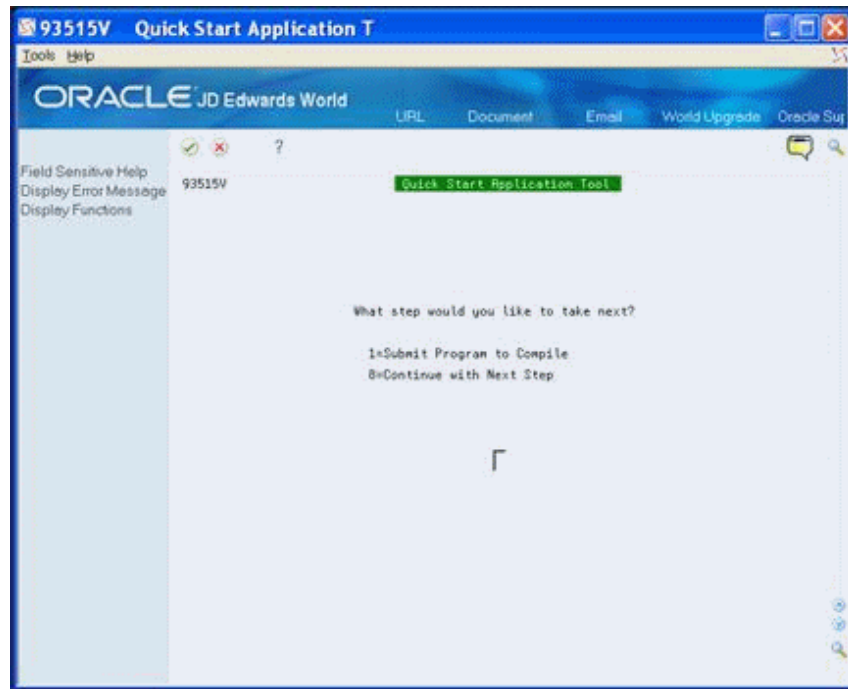 93515V Quick Start Application T
Tools Help
ORACLE JD Edwards World
URL Document Email World Upgrade Oracle Sup
?
Field Sensitive Help
Display Error Message
Display Functions
93515V Quick Start Application Tool
What step would you like to take next?
1=Submit Program to Compile
8=Continue with Next Step